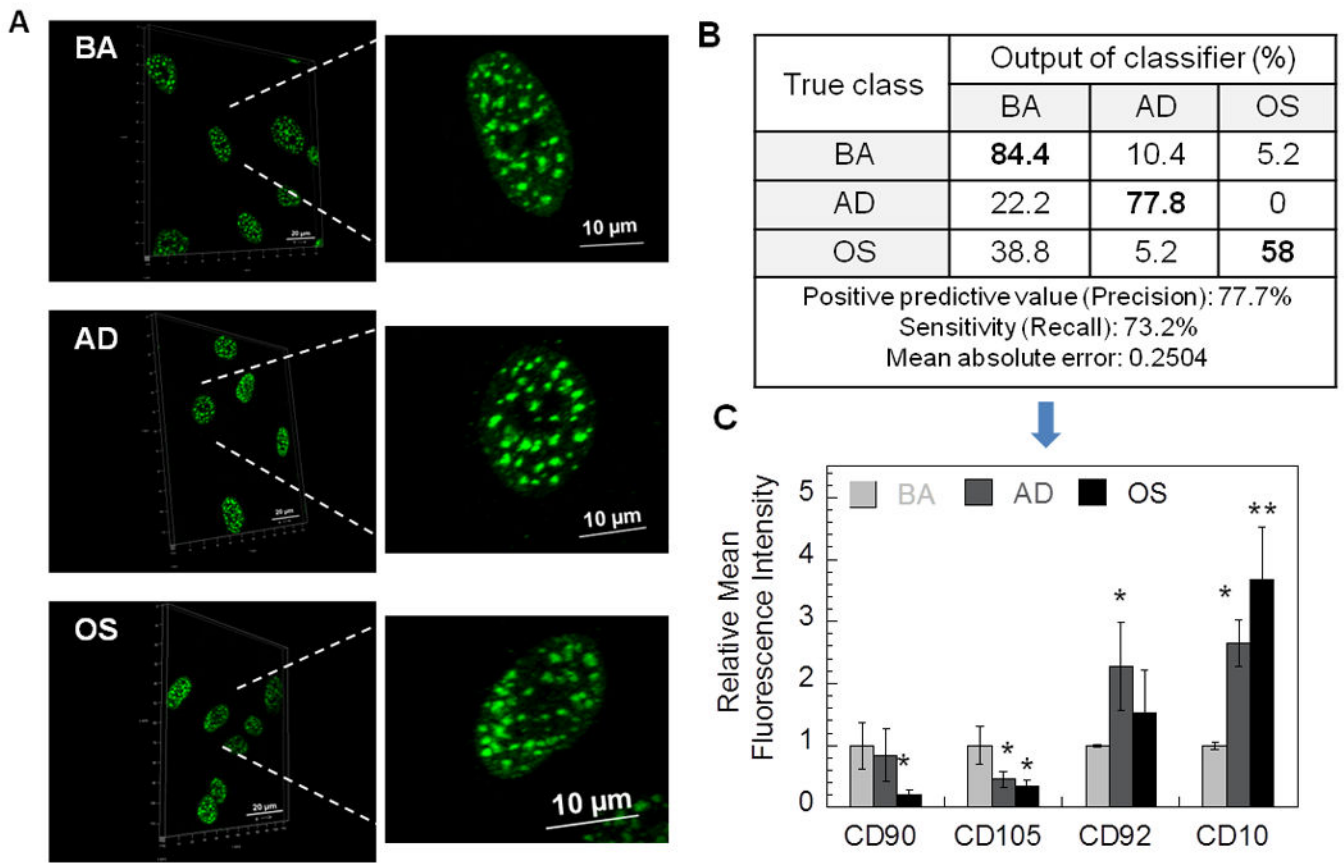 A
BA
20 µm
10 µm
AD
20 µm
10 µm
OS
20 µm
10 µm
B
True class
Output of classifier (%)
BA AD OS
BA 84.4 10.4 5.2
AD 22.2 77.8 0
OS 38.8 5.2 58
Positive predictive value (Precision): 77.7%
Sensitivity (Recall): 73.2%
Mean absolute error: 0.2504
C
Relative Mean
Fluorescence Intensity
BA AD OS
5
4
3
2
1
0
* * * * * **
CD90 CD105 CD92 CD10